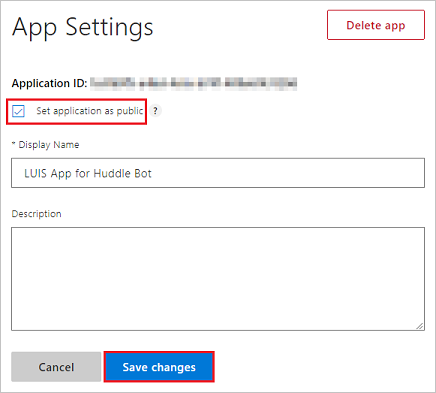 App Settings
Delete app
Application ID:
Set application as public ?
* Display Name
LUIS App for Huddle Bot
Description
Cancel
Save changes